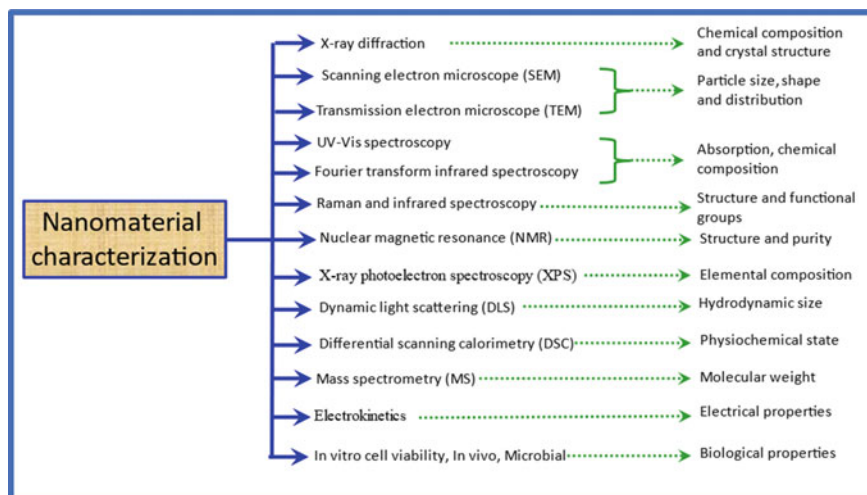 Nanomaterial
characterization
X-ray diffraction
Chemical composition
and crystal structure
Scanning electron microscope (SEM)
Transmission electron microscope (TEM)
Particle size, shape
and distribution
UV-Vis spectroscopy
Fourier transform infrared spectroscopy
Absorption, chemical
composition
Raman and infrared spectroscopy
Structure and functional
groups
Nuclear magnetic resonance (NMR)
Structure and purity
X-ray photoelectron spectroscopy (XPS)
Elemental composition
Dynamic light scattering (DLS)
Hydrodynamic size
Differential scanning calorimetry (DSC)
Physiochemical state
Mass spectrometry (MS)
Molecular weight
Electrokinetics
Electrical properties
In vitro cell viability, In vivo, Microbial
Biological properties